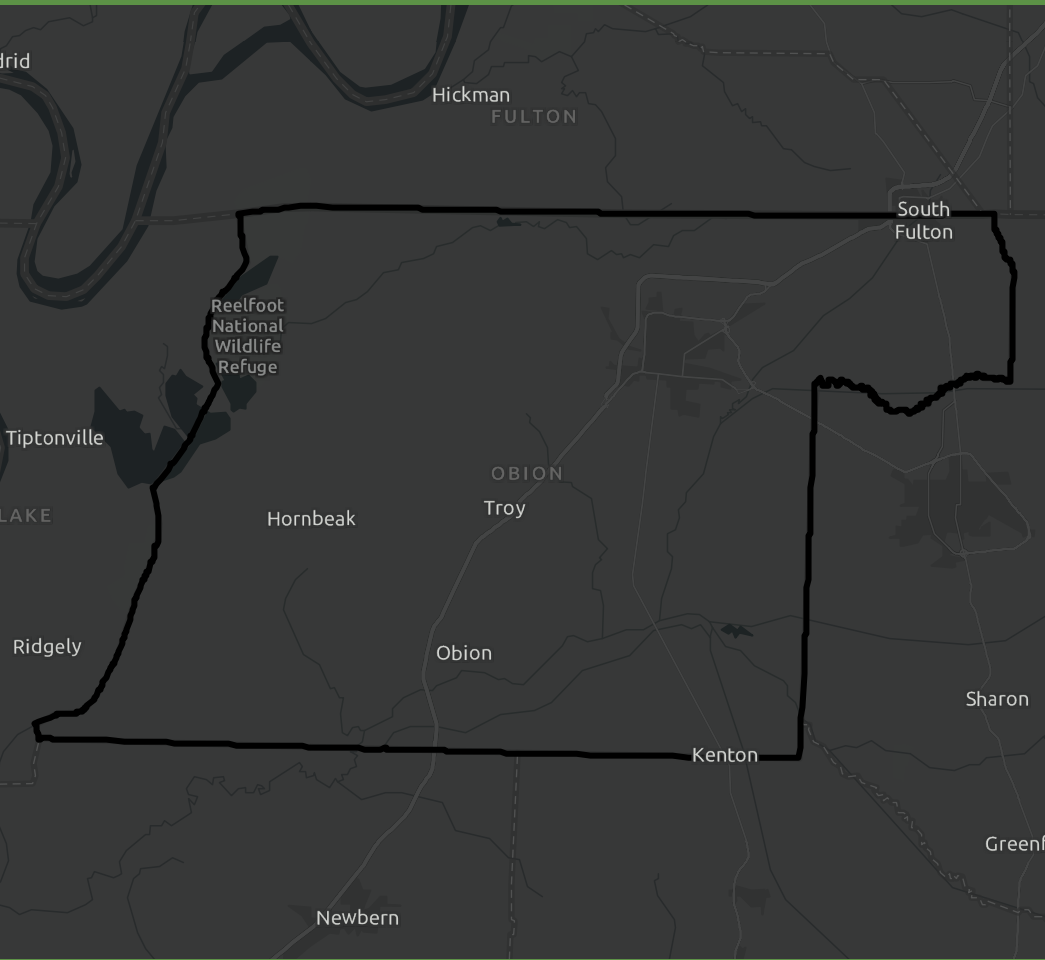 drid
Hickman
FULTON
South
Fulton
Reelfoot
National
Wildlife
Refuge
Tiptonville
OBION
Troy
LAKE
Hornbeak
Ridgely
Obion
Sharon
Kenton
Greenf
Newbern